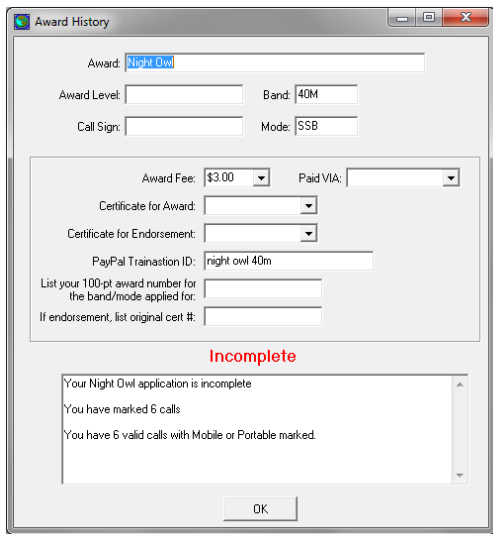 Award History
Award: Night Owl
Award Level: Band: 40M
Call Sign: Mode: SSB
Award Fee: $3.00 Paid VIA:
Certificate for Award:
Certificate for Endorsement:
PayPal Trainastion ID: night owl 40m
List your 100-pt award number for
the band/mode applied for:
If endorsement, list original cert #:
Incomplete
Your Night Owl application is incomplete
You have marked 6 calls
You have 6 valid calls with Mobile or Portable marked.
OK